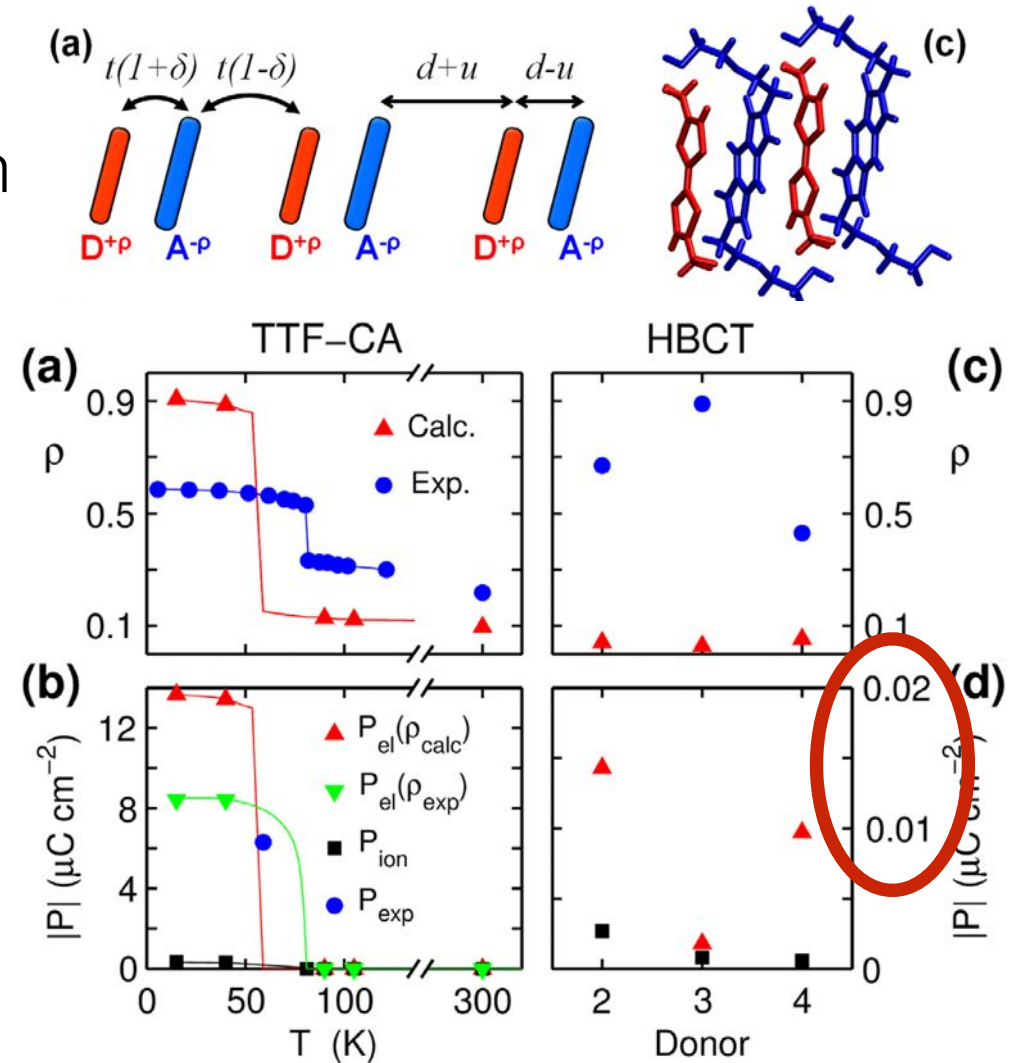 (a)
t(1+δ) t(1-δ) d+u d-u
(c)
n
D+ρ A-ρ D+ρ A-ρ D+ρ A-ρ
TTF–CA HBCT
(a)
(c)
0.9
0.5
0.1
ρ
Calc.
Exp.
0.9
0.5
0.1
ρ
(b)
(d)
12
8
4
0
|P| (μC cm−2)
Pel(ρcalc)
Pel(ρexp)
Pion
Pexp
0.02
0.01
0
|P| (μC cm−2)
0 50 100 300
2 3 4
T (K)
Donor